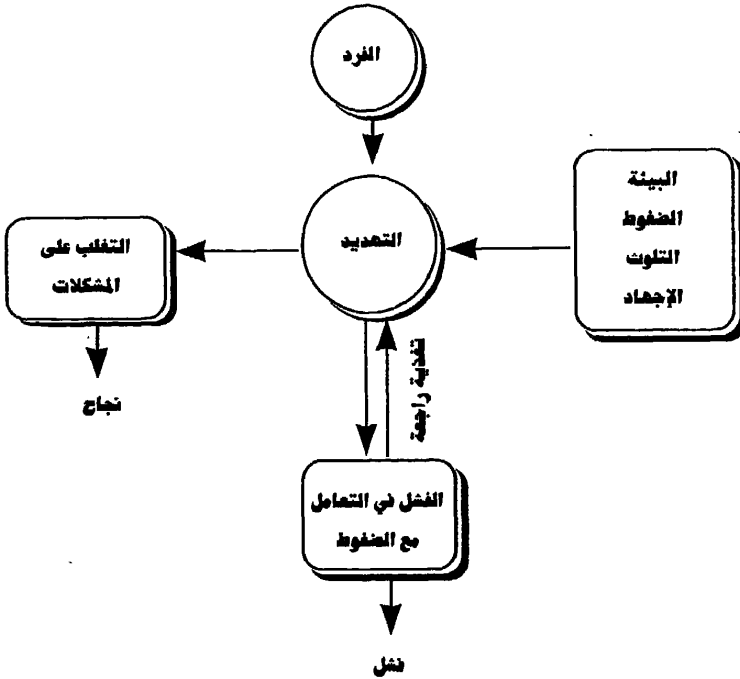 الفرد
البيئة
الضغوط
التلوث
الإجهاد
التهديد
التغلب على
المشكلات
نجاح
تغذية راجعة
الفشل في التعامل
مع الضغوط
فشل